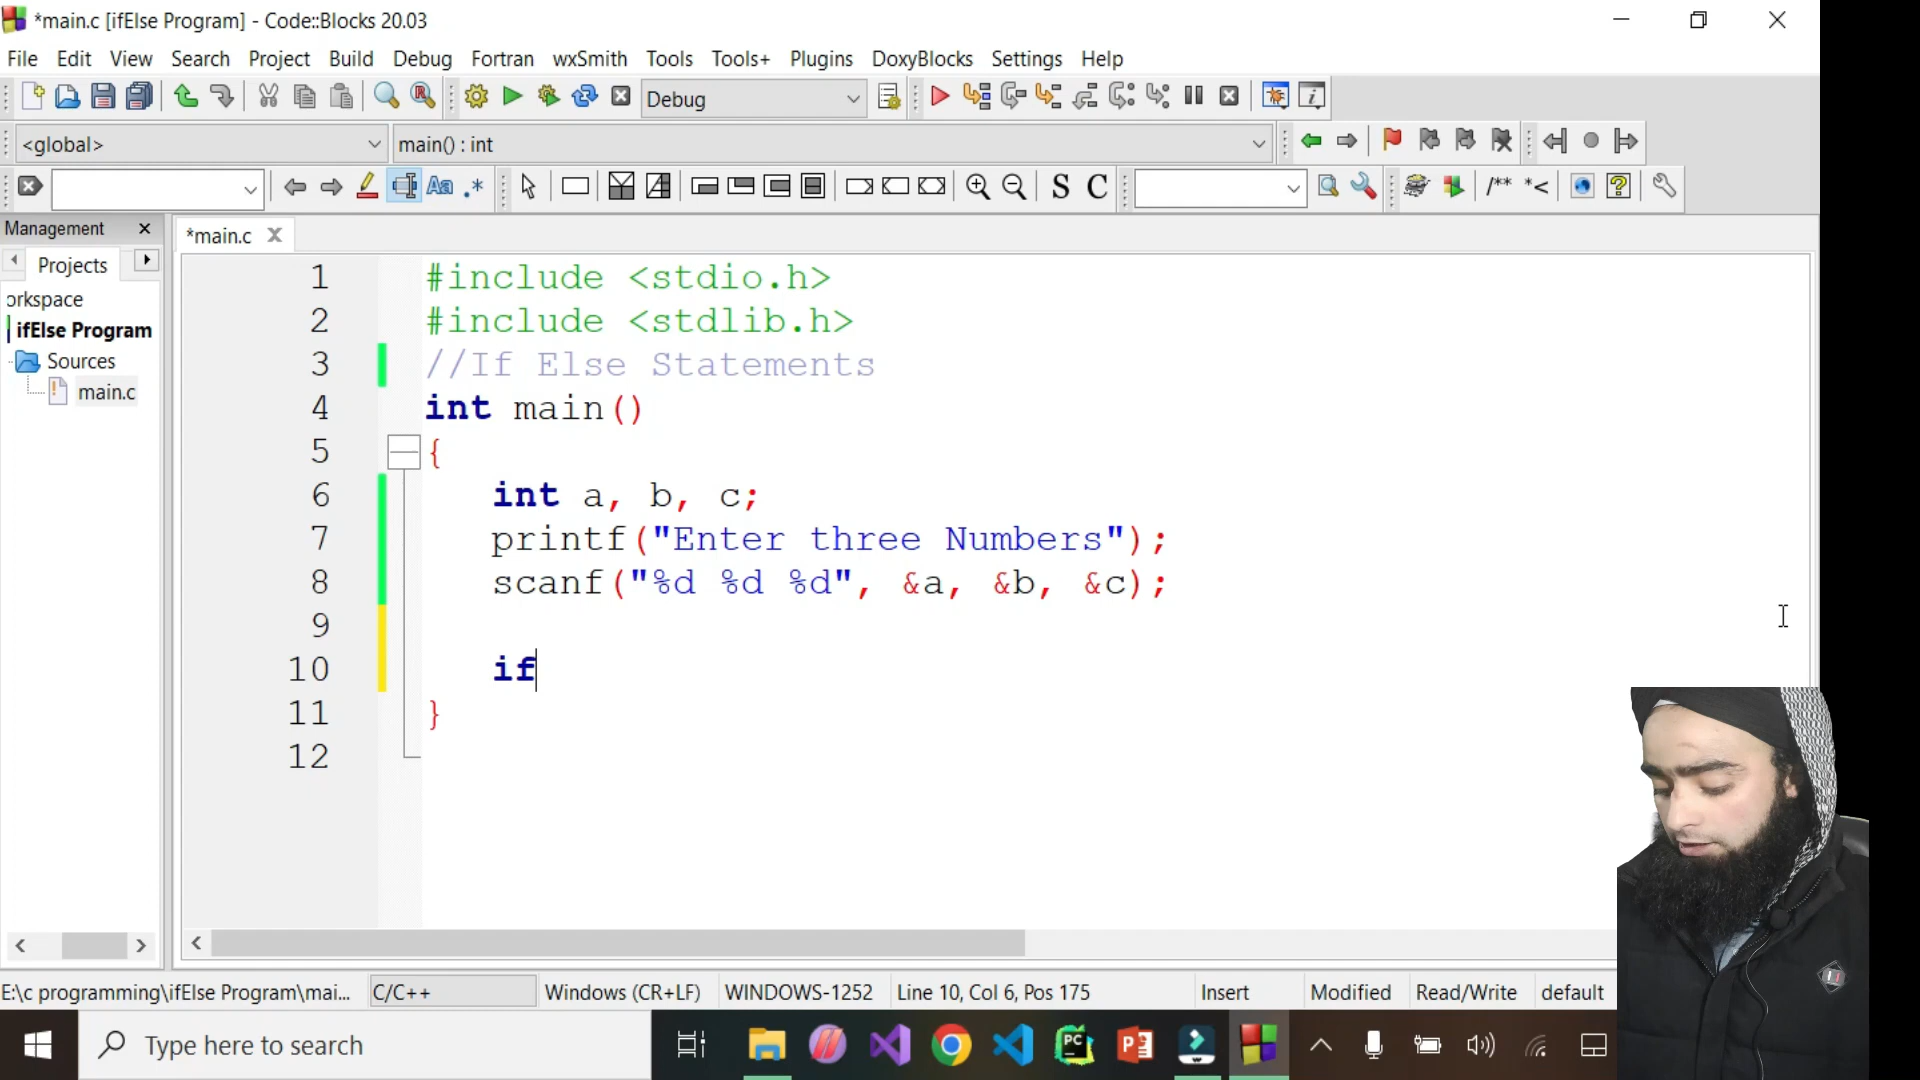 *main.c [ifElse Program] - Code::Blocks 20.03
File Edit View Search Project Build Debug Fortran wxSmith Tools Tools+ Plugins DoxyBlocks Settings Help
Debug
<global> main() : int
Aa .* S C /** *<
Management
*main.c
Projects
orkspace
ifElse Program
Sources
main.c
1 #include <stdio.h>
2 #include <stdlib.h>
3 //If Else Statements
4 int main()
5 {
6 int a, b, c;
7 printf("Enter three Numbers");
8 scanf("%d %d %d", &a, &b, &c);
9
10 if
11 }
12
E:\c programming\ifElse Program\mai... C/C++ Windows (CR+LF) WINDOWS-1252 Line 10, Col 6, Pos 175 Insert Modified Read/Write default
Type here to search